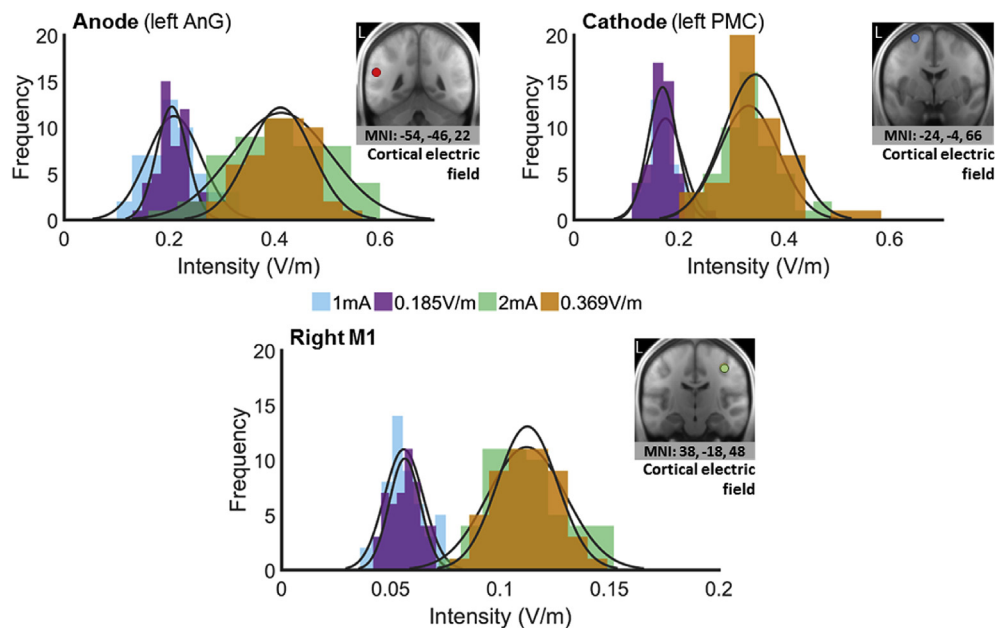 Anode (left AnG)
20
15
10
5
0
Frequency
0
0.2
0.4
0.6
Intensity (V/m)
L
MNI: -54, -46, 22
Cortical electric
field
Cathode (left PMC)
20
15
10
5
0
Frequency
0
0.2
0.4
0.6
Intensity (V/m)
L
MNI: -24, -4, 66
Cortical electric
field
1mA 0.185V/m 2mA 0.369V/m
Right M1
20
15
10
5
0
Frequency
0
0.05
0.1
0.15
0.2
Intensity (V/m)
L
MNI: 38, -18, 48
Cortical electric
field